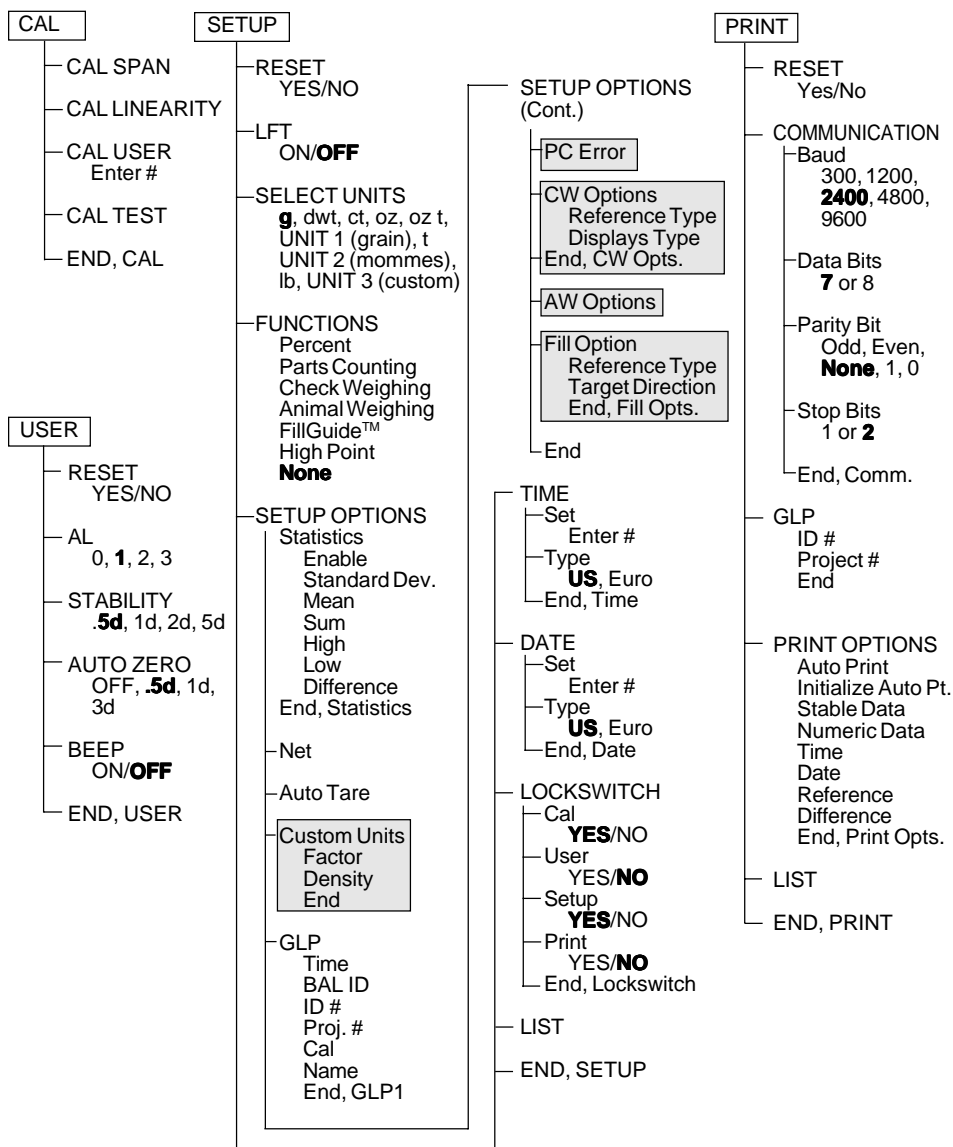 CAL
CAL SPAN
CAL LINEARITY
CAL USER
Enter #
CAL TEST
END, CAL
USER
RESET
YES/NO
AL
0, 1, 2, 3
STABILITY
.5d, 1d, 2d, 5d
AUTO ZERO
OFF, .5d, 1d,
3d
BEEP
ON/OFF
END, USER
SETUP
RESET
YES/NO
LFT
ON/OFF
SELECT UNITS
g, dwt, ct, oz, oz t,
UNIT 1 (grain), t
UNIT 2 (mommes),
lb, UNIT 3 (custom)
FUNCTIONS
Percent
Parts Counting
Check Weighing
Animal Weighing
FillGuide™
High Point
None
SETUP OPTIONS
Statistics
Enable
Standard Dev.
Mean
Sum
High
Low
Difference
End, Statistics
Net
Auto Tare
Custom Units
Factor
Density
End
GLP
Time
BAL ID
ID #
Proj. #
Cal
Name
End, GLP1
SETUP OPTIONS
(Cont.)
PC Error
CW Options
Reference Type
Displays Type
End, CW Opts.
AW Options
Fill Option
Reference Type
Target Direction
End, Fill Opts.
End
TIME
Set
Enter #
Type
US, Euro
End, Time
DATE
Set
Enter #
Type
US, Euro
End, Date
LOCKSWITCH
Cal
YES/NO
User
YES/NO
Setup
YES/NO
Print
YES/NO
End, Lockswitch
LIST
END, SETUP
PRINT
RESET
Yes/No
COMMUNICATION
Baud
300, 1200,
2400, 4800,
9600
Data Bits
7 or 8
Parity Bit
Odd, Even,
None, 1, 0
Stop Bits
1 or 2
End, Comm.
GLP
ID #
Project #
End
PRINT OPTIONS
Auto Print
Initialize Auto Pt.
Stable Data
Numeric Data
Time
Date
Reference
Difference
End, Print Opts.
LIST
END, PRINT